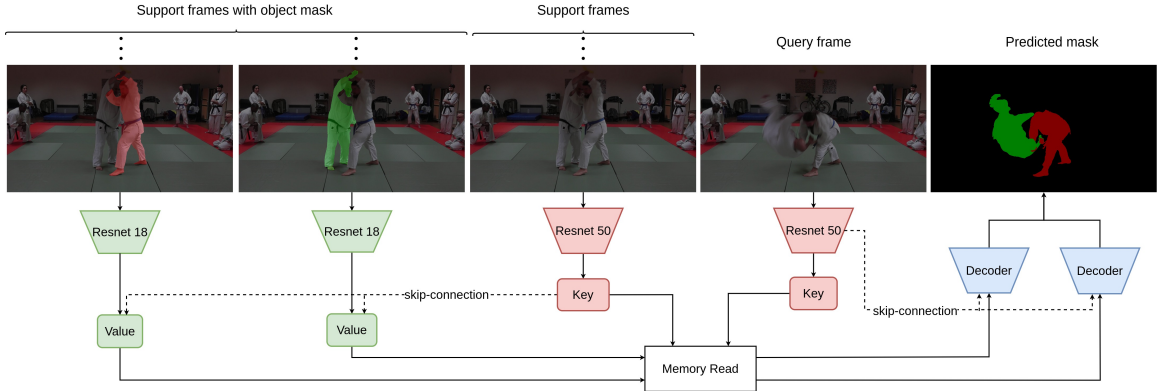 Support frames with object mask
Support frames
Query frame
Predicted mask
Resnet 18
Resnet 18
Resnet 50
Resnet 50
Decoder
Decoder
skip-connection
Key
Key
skip-connection
Value
Value
Memory Read